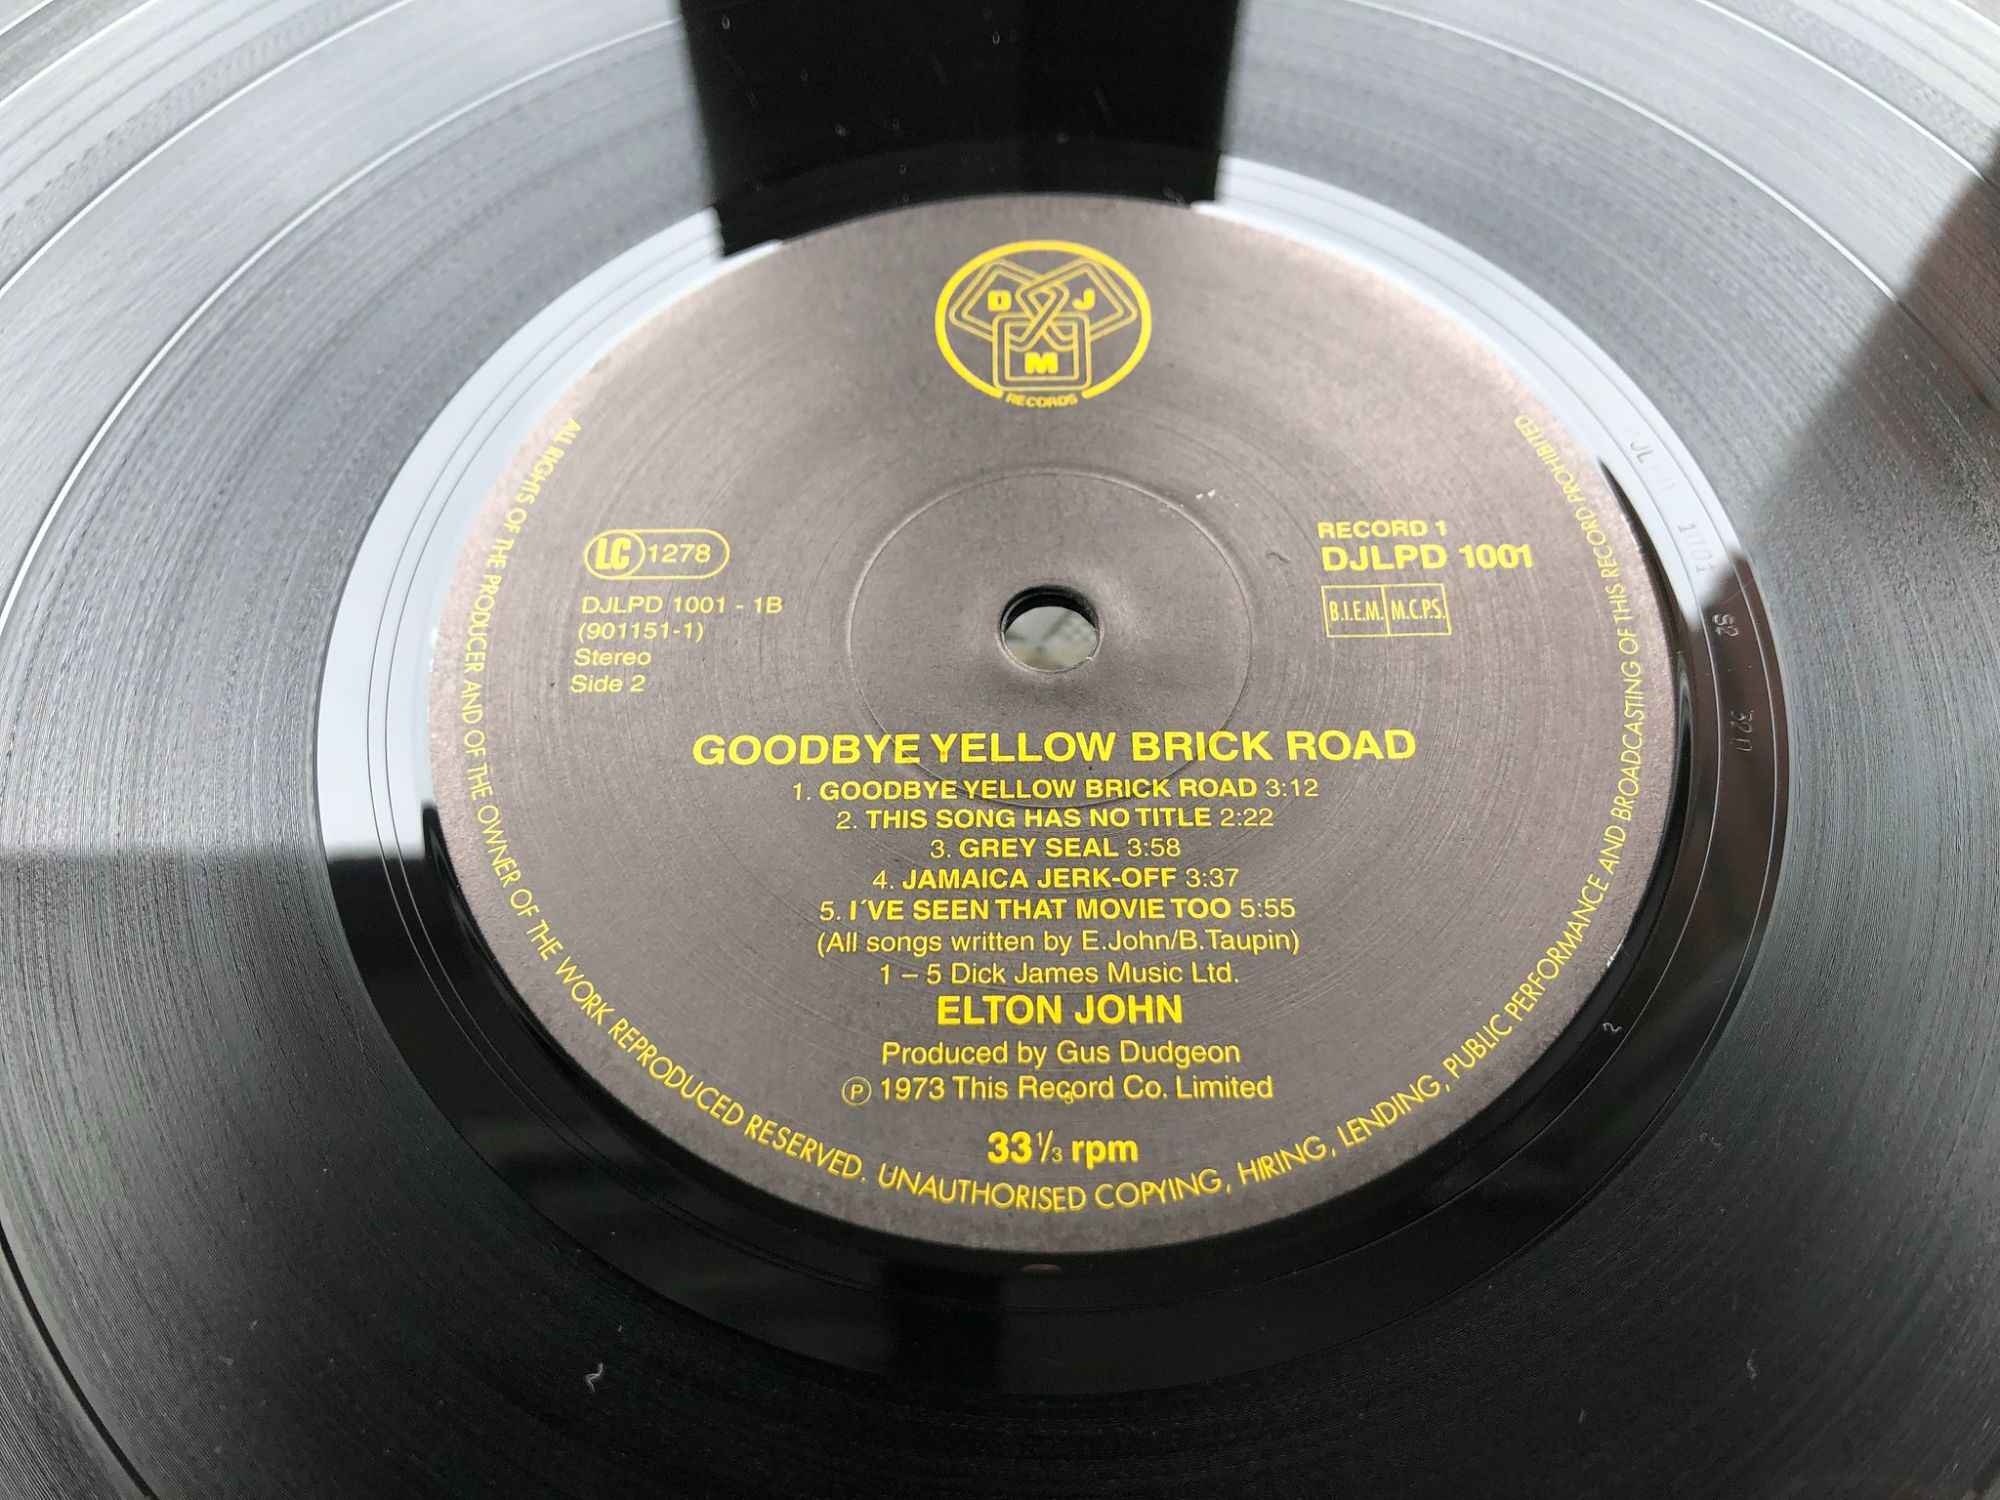 D J
M
RECORDS
LC 1278
DJLPD 1001 - 1B
(901151-1)
Stereo
Side 2
RECORD 1
DJLPD 1001
B.I.E.M. M.C.P.S.
GOODBYE YELLOW BRICK ROAD
1. GOODBYE YELLOW BRICK ROAD 3:12
2. THIS SONG HAS NO TITLE 2:22
3. GREY SEAL 3:58
4. JAMAICA JERK-OFF 3:37
5. I´VE SEEN THAT MOVIE TOO 5:55
(All songs written by E.John/B.Taupin)
1 – 5 Dick James Music Ltd.
ELTON JOHN
Produced by Gus Dudgeon
℗ 1973 This Record Co. Limited
33 1/3 rpm
ALL RIGHTS OF THE PRODUCER AND OF THE OWNER OF THE WORK REPRODUCED RESERVED. UNAUTHORISED COPYING, HIRING, LENDING, PUBLIC PERFORMANCE AND BROADCASTING OF THIS RECORD PROHIBITED
1001
S2